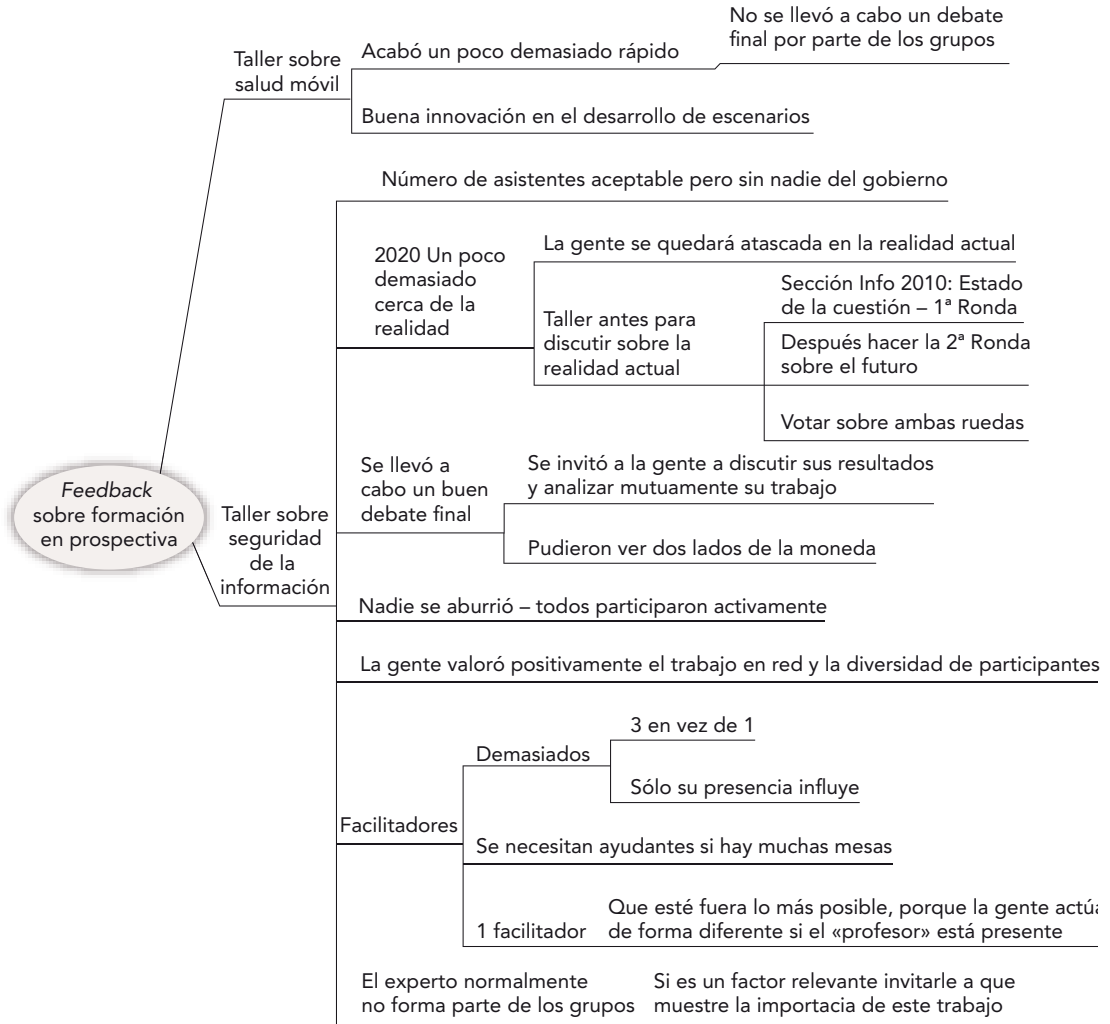 Taller sobre
salud móvil
Acabó un poco demasiado rápido
No se llevó a cabo un debate
final por parte de los grupos
Buena innovación en el desarrollo de escenarios
Feedback
sobre formación
en prospectiva
Taller sobre
seguridad
de la
información
Número de asistentes aceptable pero sin nadie del gobierno
2020 Un poco
demasiado
cerca de la
realidad
La gente se quedará atascada en la realidad actual
Taller antes para
discutir sobre la
realidad actual
Sección Info 2010: Estado
de la cuestión – 1ª Ronda
Después hacer la 2ª Ronda
sobre el futuro
Votar sobre ambas ruedas
Se llevó a
cabo un buen
debate final
Se invitó a la gente a discutir sus resultados
y analizar mutuamente su trabajo
Pudieron ver dos lados de la moneda
Nadie se aburrió – todos participaron activamente
La gente valoró positivamente el trabajo en red y la diversidad de participantes
Facilitadores
Demasiados
3 en vez de 1
Sólo su presencia influye
Se necesitan ayudantes si hay muchas mesas
1 facilitador
Que esté fuera lo más posible, porque la gente actúa
de forma diferente si el «profesor» está presente
El experto normalmente
no forma parte de los grupos
Si es un factor relevante invitarle a que
muestre la importacia de este trabajo